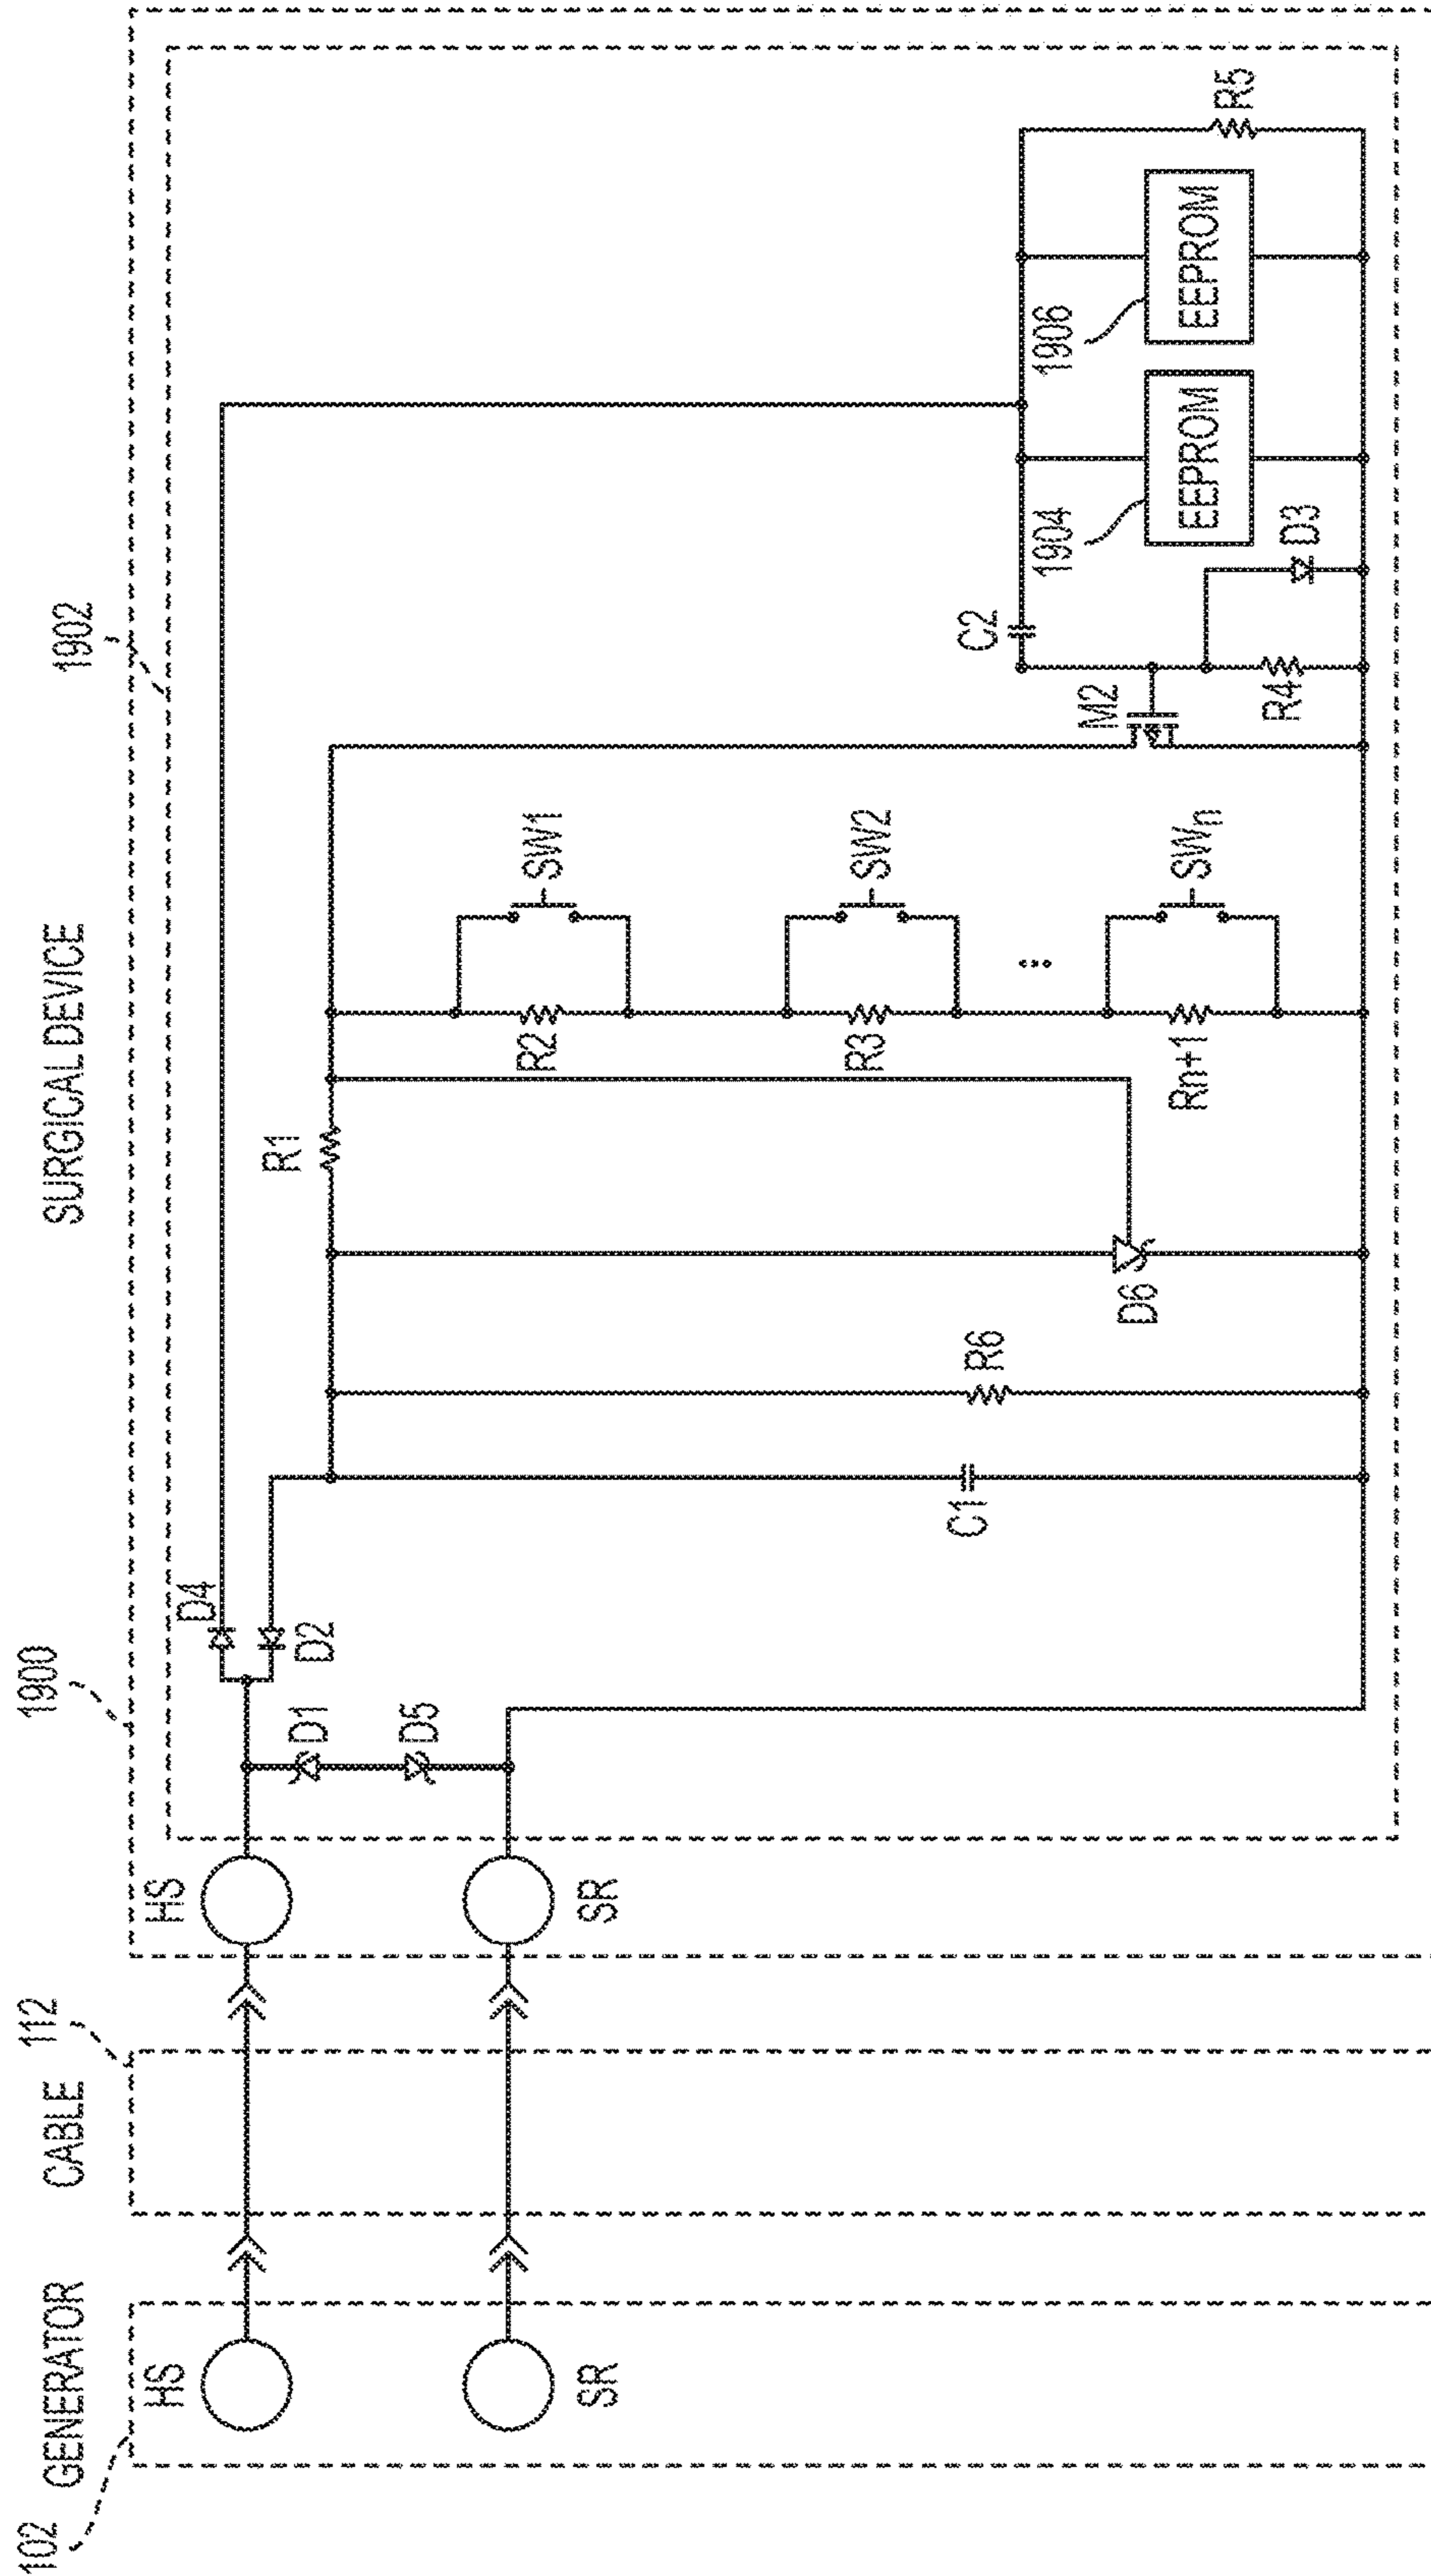 102
GENERATOR
HS
SR
CABLE
112
1900
SURGICAL DEVICE
1902
HS
SR
D1
D5
D4
D2
C1
R6
D6
R1
R2
SW1
R3
SW2
...
Rn+1
SWn
M2
C2
R4
D3
1904
EEPROM
1906
EEPROM
R5